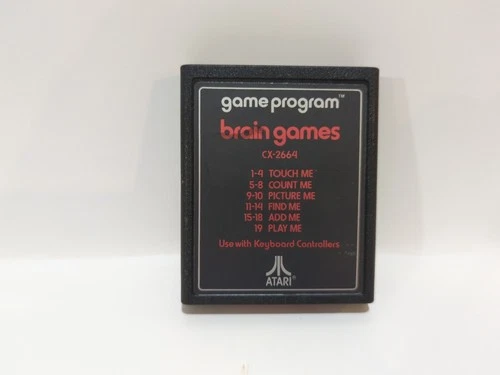 game program™
brain games
CX-2664
1-4 TOUCH ME™
5-8 COUNT ME
9-10 PICTURE ME
11-14 FIND ME
15-18 ADD ME
19 PLAY ME
Use with Keyboard Controllers
ATARI®